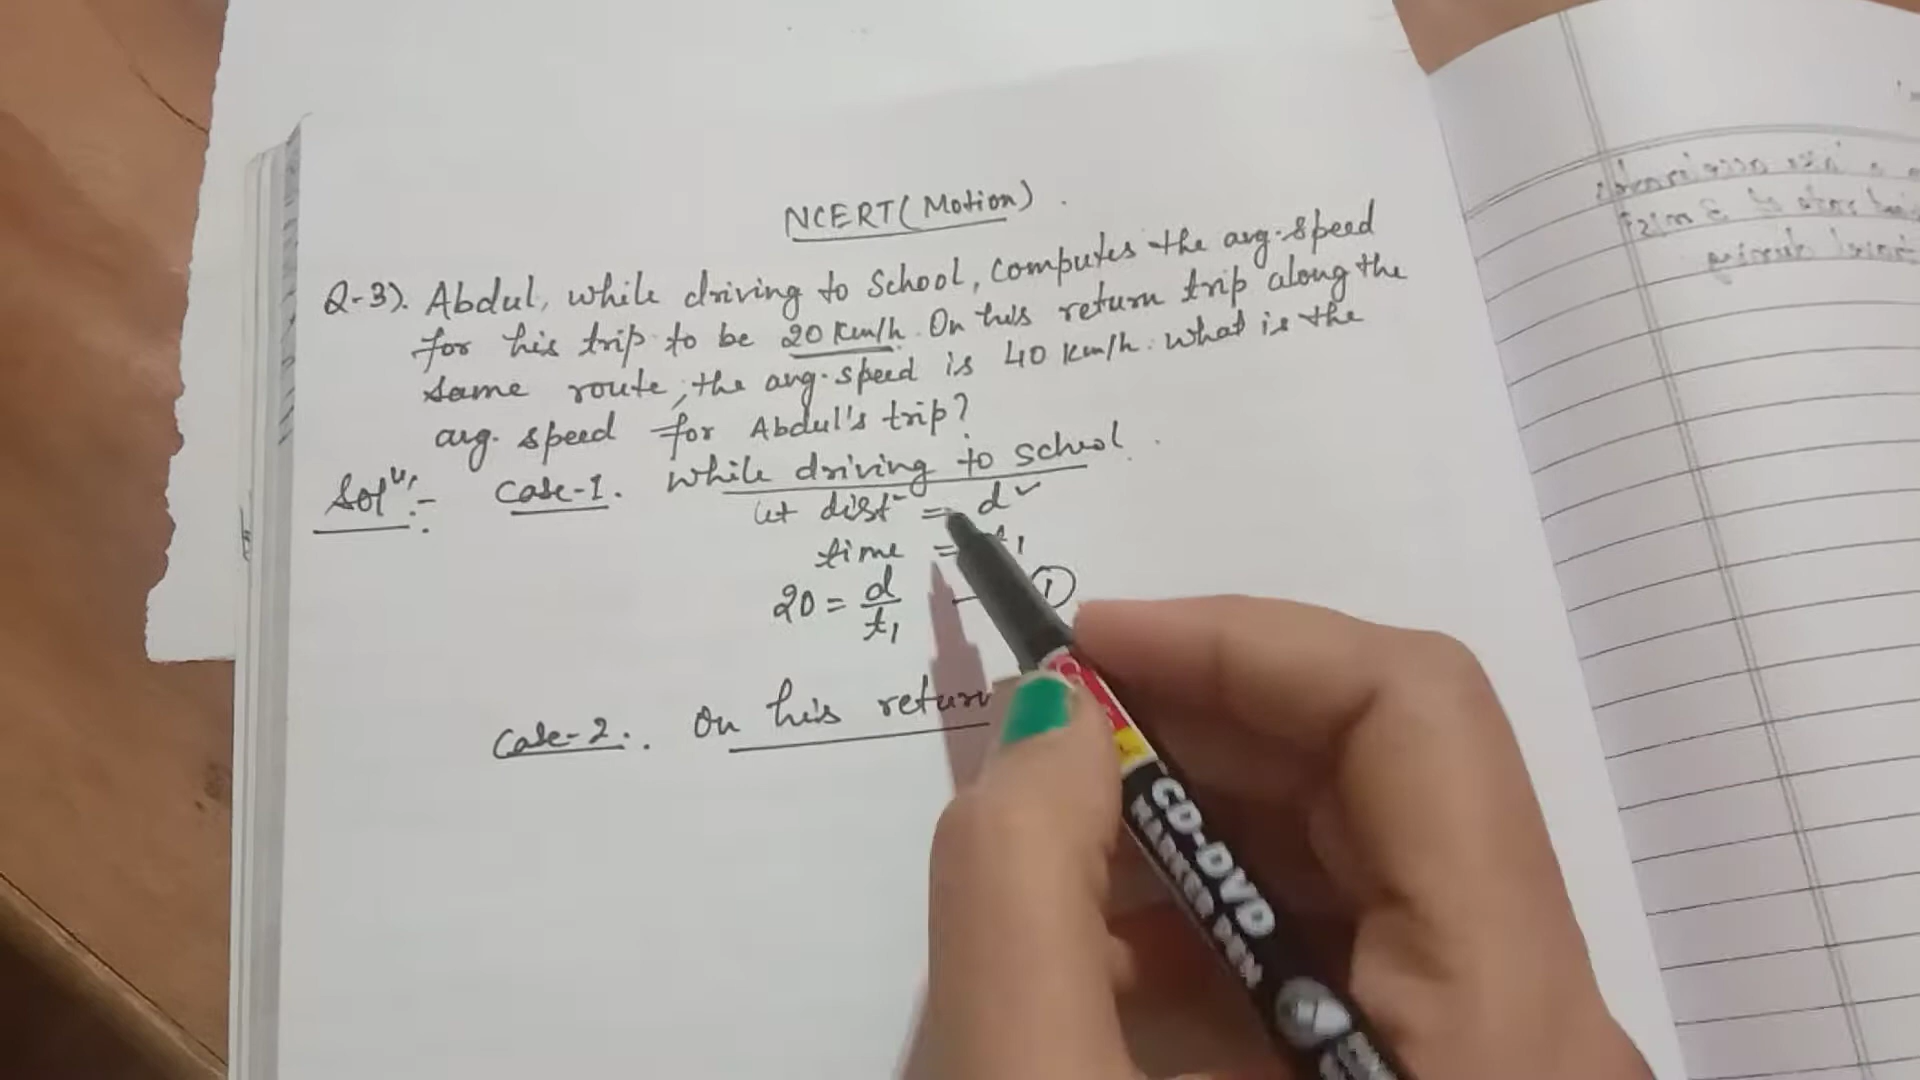 NCERT (Motion).
Q-3). Abdul, while driving to School, computes the avg. speed
for his trip to be 20 Km/h. On his return trip along the
same route, the avg. speed is 40 Km/h. What is the
avg. speed for Abdul's trip?
Solⁿ:- Case-1. While driving to school.
let dist = d
time = t1
20 = d/t1 1
Case-2. On his return
CD-DVD
MARKER PEN